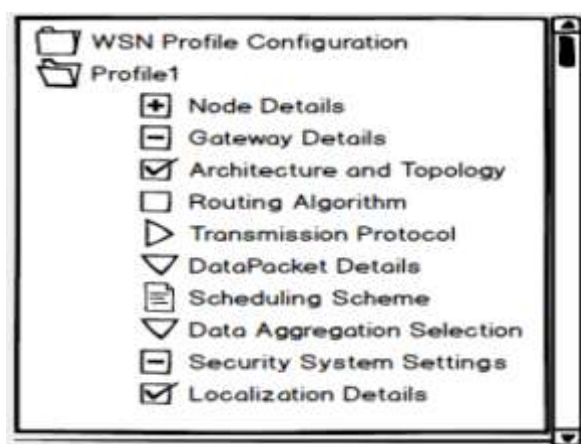 WSN Profile Configuration
Profile1
Node Details
Gateway Details
Architecture and Topology
Routing Algorithm
Transmission Protocol
DataPacket Details
Scheduling Scheme
Data Aggregation Selection
Security System Settings
Localization Details